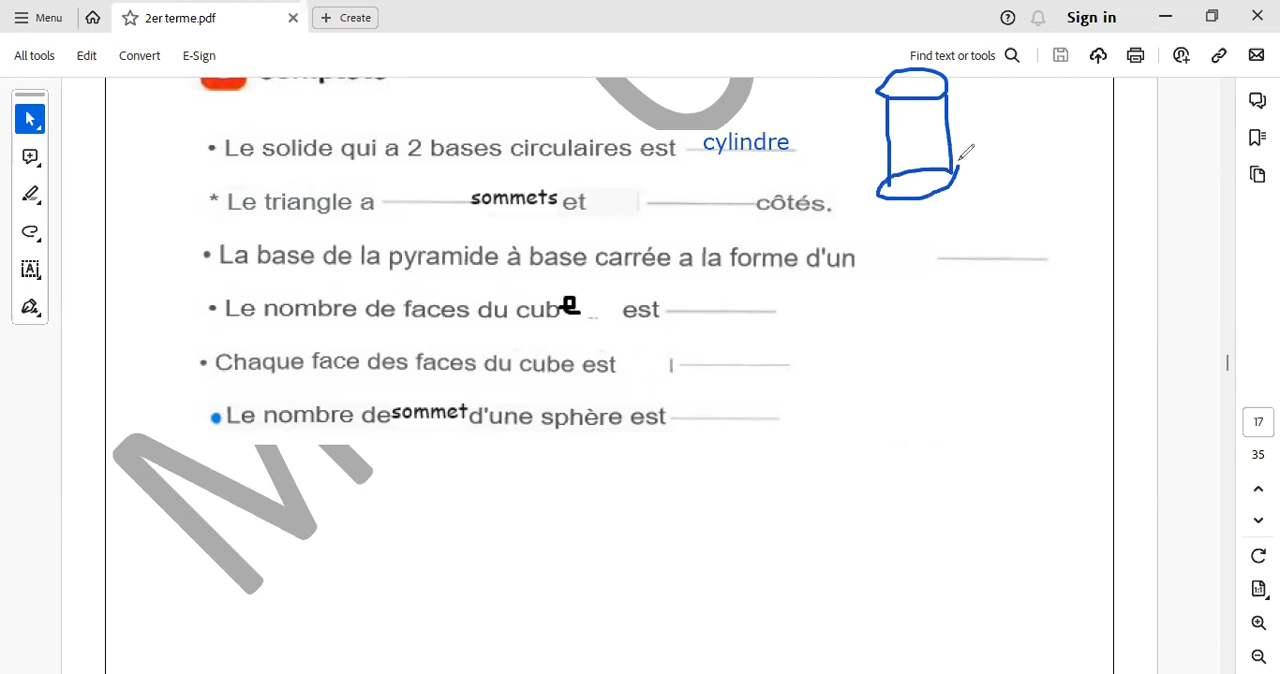 Menu
2er terme.pdf
Create
Sign in
All tools
Edit
Convert
E-Sign
Find text or tools
• Le solide qui a 2 bases circulaires est cylindre
* Le triangle a sommets et côtés.
• La base de la pyramide à base carrée a la forme d'un
• Le nombre de faces du cube est
• Chaque face des faces du cube est
• Le nombre de sommet d'une sphère est
17
35